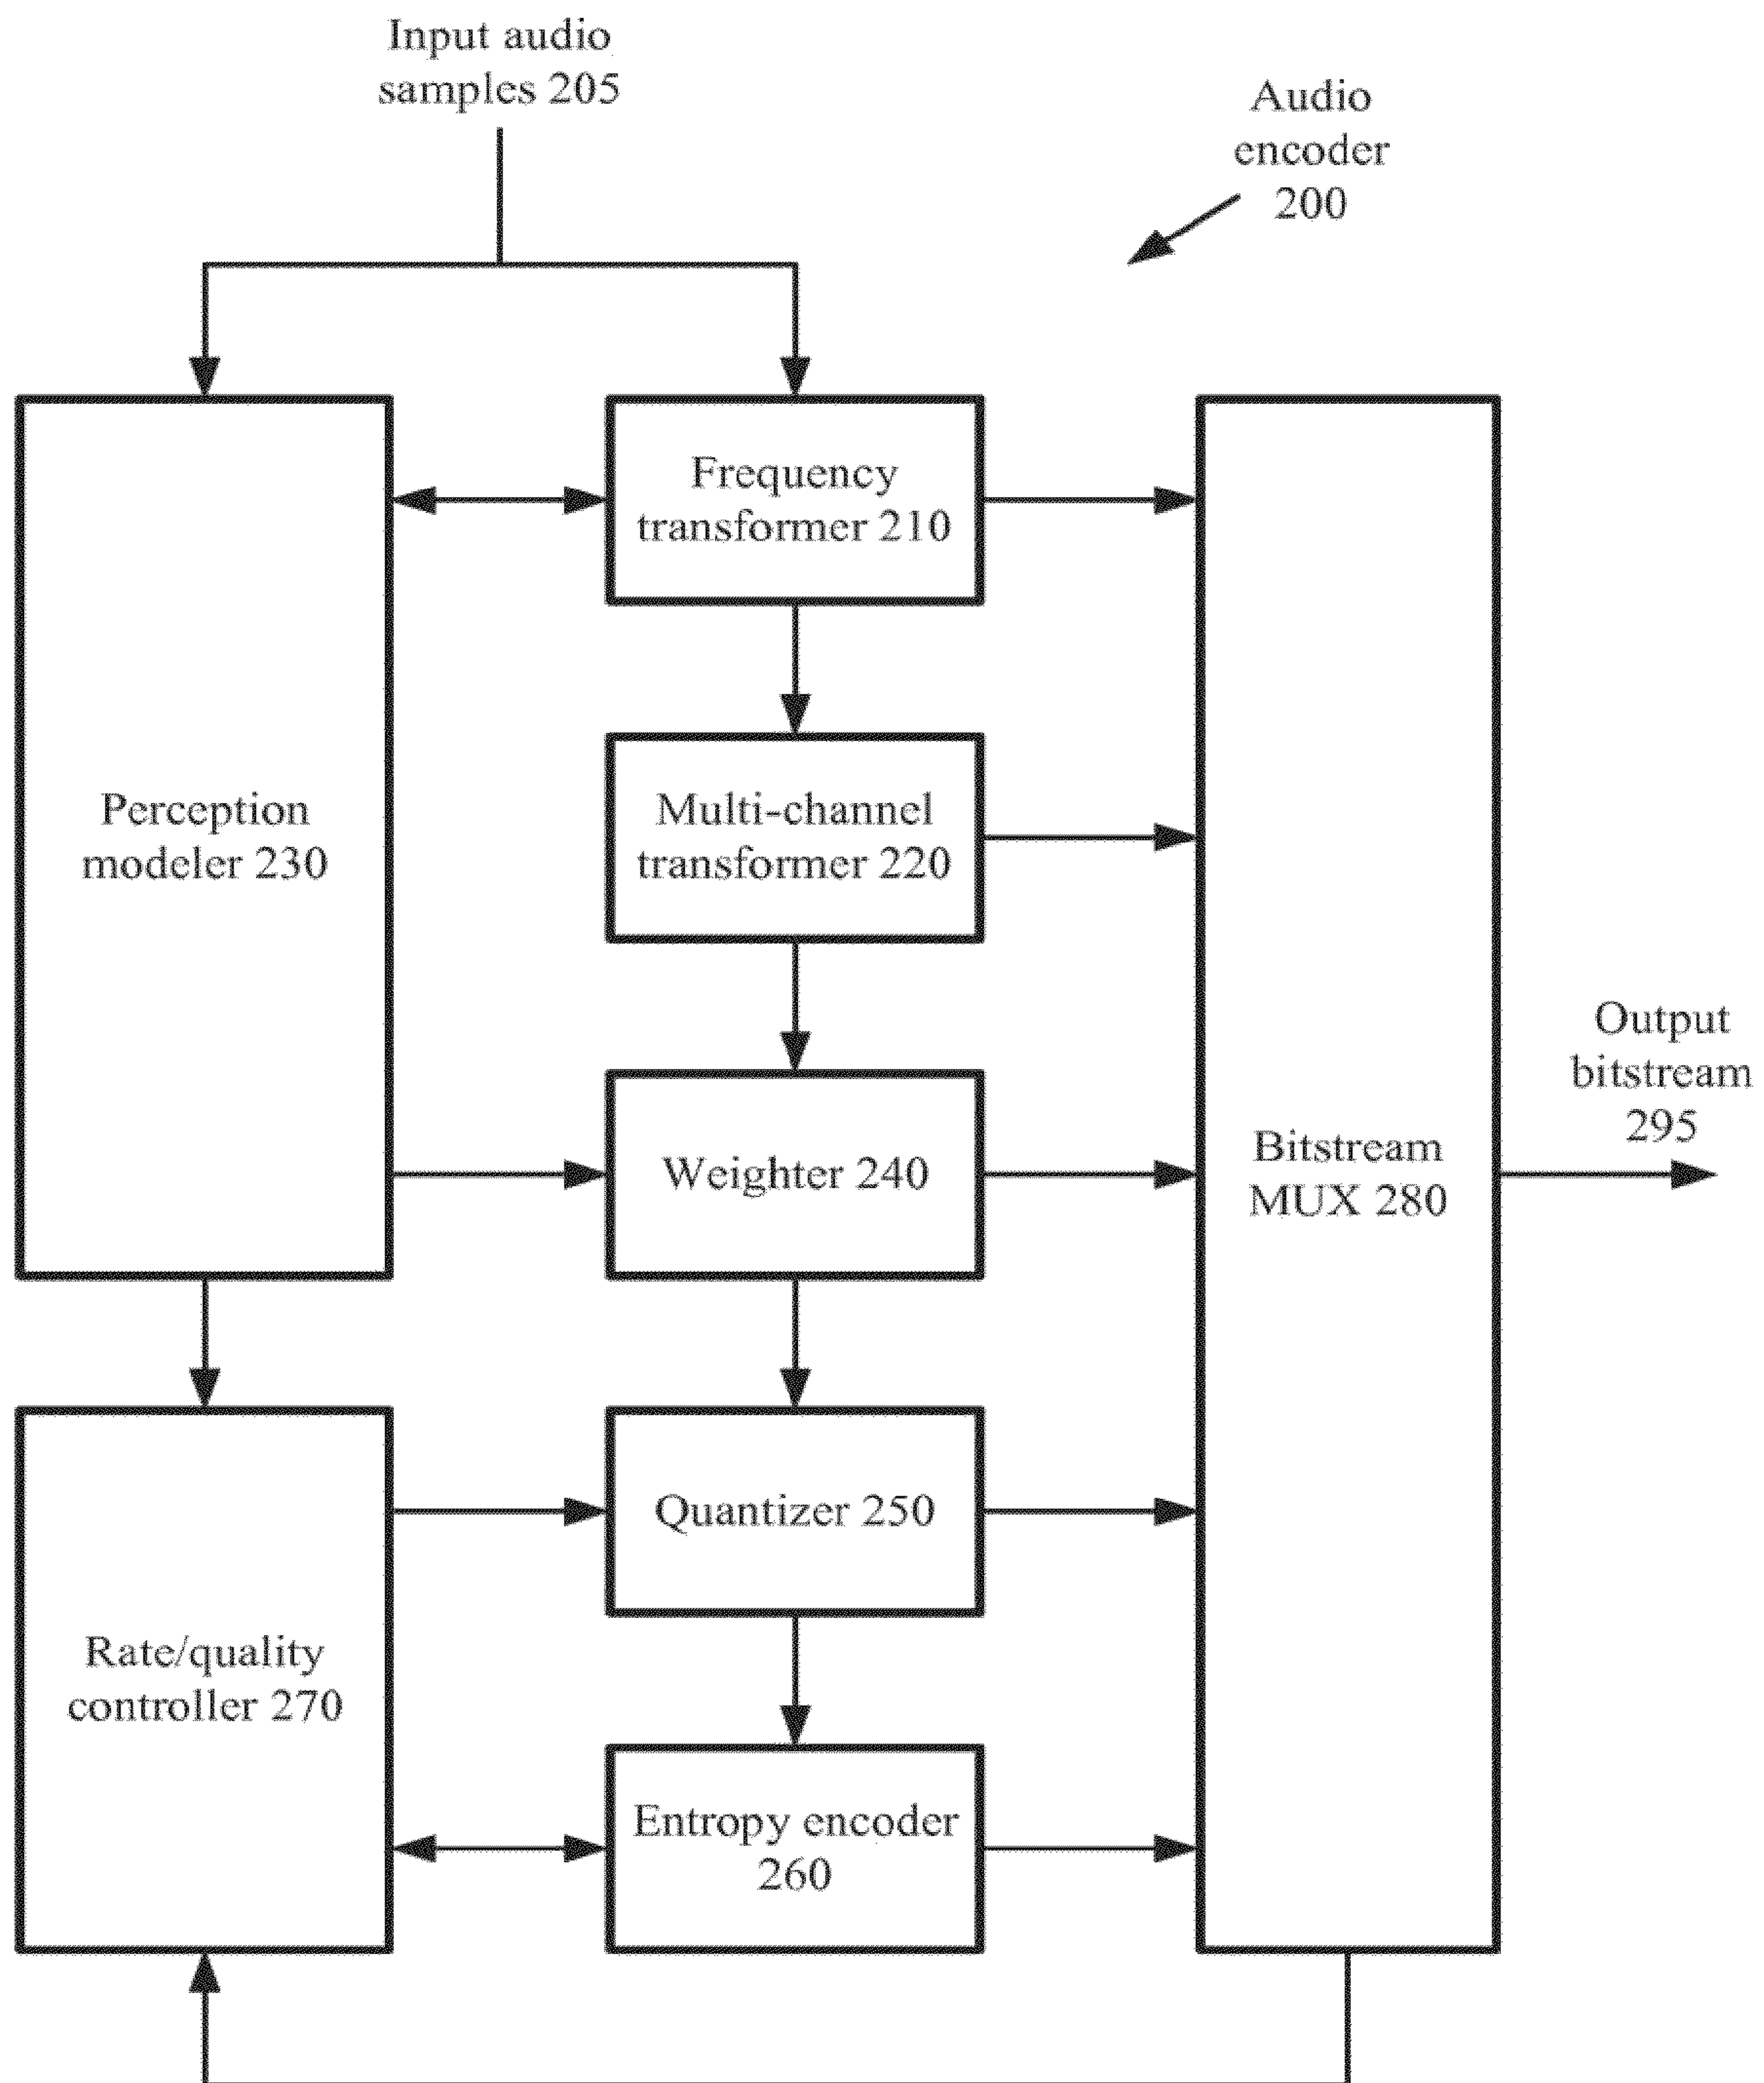 Input audio
samples 205
Audio
encoder
200
Frequency
transformer 210
Perception
modeler 230
Multi-channel
transformer 220
Output
bitstream
295
Weighter 240
Bitstream
MUX 280
Quantizer 250
Rate/quality
controller 270
Entropy encoder
260